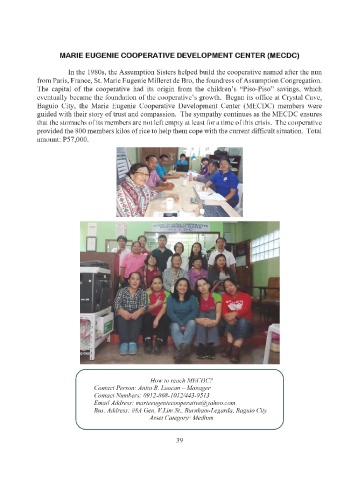 MARIE EUGENIE COOPERATIVE DEVELOPMENT CENTER (MECDC)
In the 1980s, the Assumption Sisters helped build the cooperative named after the nun
from Paris, France, St. Marie Eugenie Milleret de Bro, the foundress of Assumption Congregation.
The capital of the cooperative had its origin from the children's "Piso-Piso" savings, which
eventually became the foundation of the cooperative's growth. Began its office at Crystal Cave,
Baguio City, the Marie Eugenie Cooperative Development Center (MECDC) members were
guided with their story of trust and compassion. The sympathy continues as the MECDC ensures
that the stomachs of its members are not left empty at least for a time of this crisis. The cooperative
provided the 800 members kilos of rice to help them cope with the current difficult situation. Total
amount: P57,000.
How to reach MECDC?
Contact Person: Anita B. Laucan – Manager
Contact Numbers: 0912-808-1012/443-9513
Email Address: marieeugeniecooperative@yahoo.com
Bus. Address: #8A Gen. V.Lim St., Burnham-Legarda, Baguio City
Asset Category: Medium
39